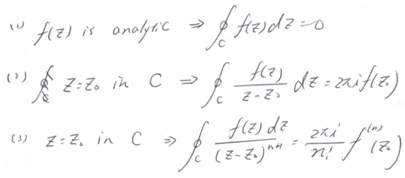 (1) f(z) is analytic ⇒ ∮_C f(z)dz=0
(2) z=z₀ in C ⇒ ∮_C f(z)/(z-z₀) dz = 2πi f(z₀)
(3) z=z₀ in C ⇒ ∮_C f(z)dz/(z-z₀)^(n+1) = 2πi/n! f^(n)(z₀)